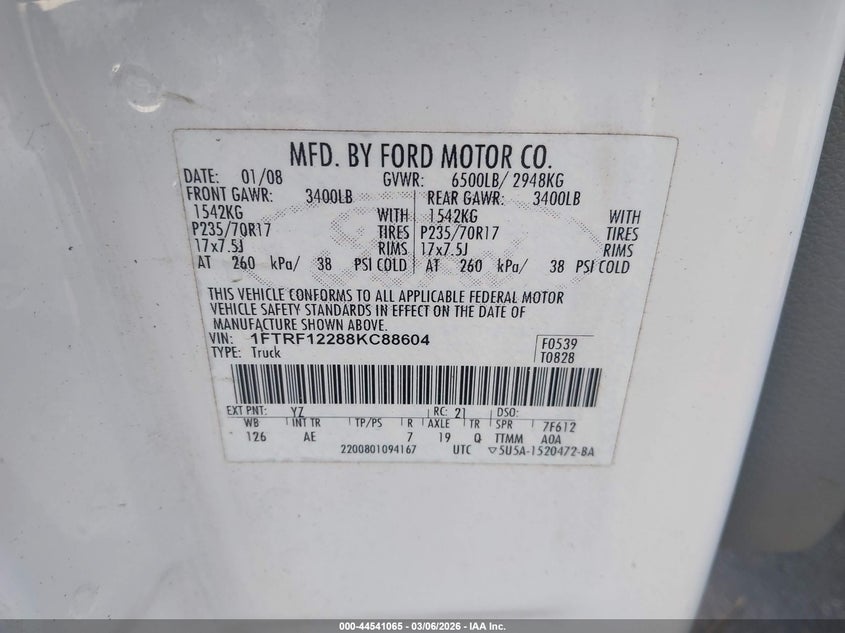 MFD. BY FORD MOTOR CO.
DATE: 01/08 GVWR: 6500LB/ 2948KG
FRONT GAWR: 3400LB REAR GAWR: 3400LB
1542KG WITH 1542KG WITH
P235/70R17 TIRES P235/70R17 TIRES
17x7.5J RIMS 17x7.5J RIMS
AT 260 kPa/ 38 PSI COLD AT 260 kPa/ 38 PSI COLD
THIS VEHICLE CONFORMS TO ALL APPLICABLE FEDERAL MOTOR
VEHICLE SAFETY STANDARDS IN EFFECT ON THE DATE OF
MANUFACTURE SHOWN ABOVE.
VIN: 1FTRF12288KC88604 F0539
TYPE: Truck T0828
EXT PNT: YZ RC: 21 DSO:
WB INT TR TP/PS R AXLE TR SPR 7F612
126 AE 7 19 Q TTMM A0A
2200801094167 UTC ▽5U5A-1520472-BA
000-44541065 - 03/06/2026 - IAA Inc.